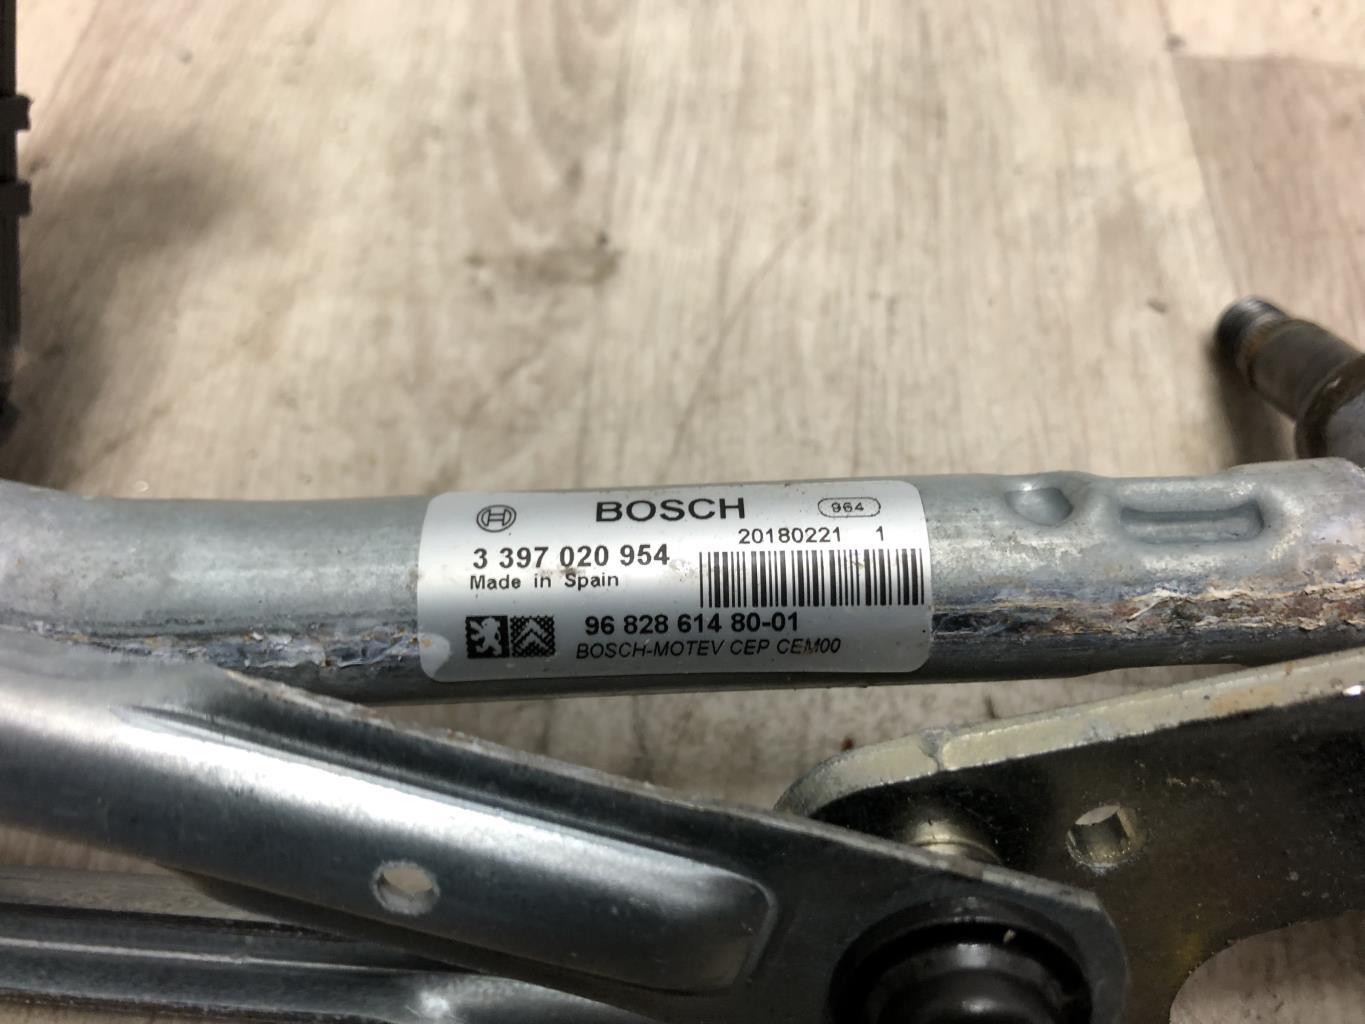 BOSCH 964
20180221 1
3 397 020 954
Made in Spain
96 828 614 80-01
BOSCH-MOTEV CEP CEM00